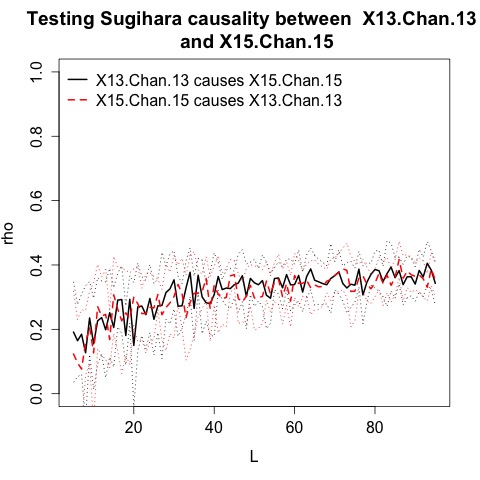 Testing Sugihara causality between  X13.Chan.13
and X15.Chan.15
X13.Chan.13 causes X15.Chan.15
X15.Chan.15 causes X13.Chan.13
1.0
0.8
0.6
0.4
0.2
0.0
rho
20 40 60 80
L